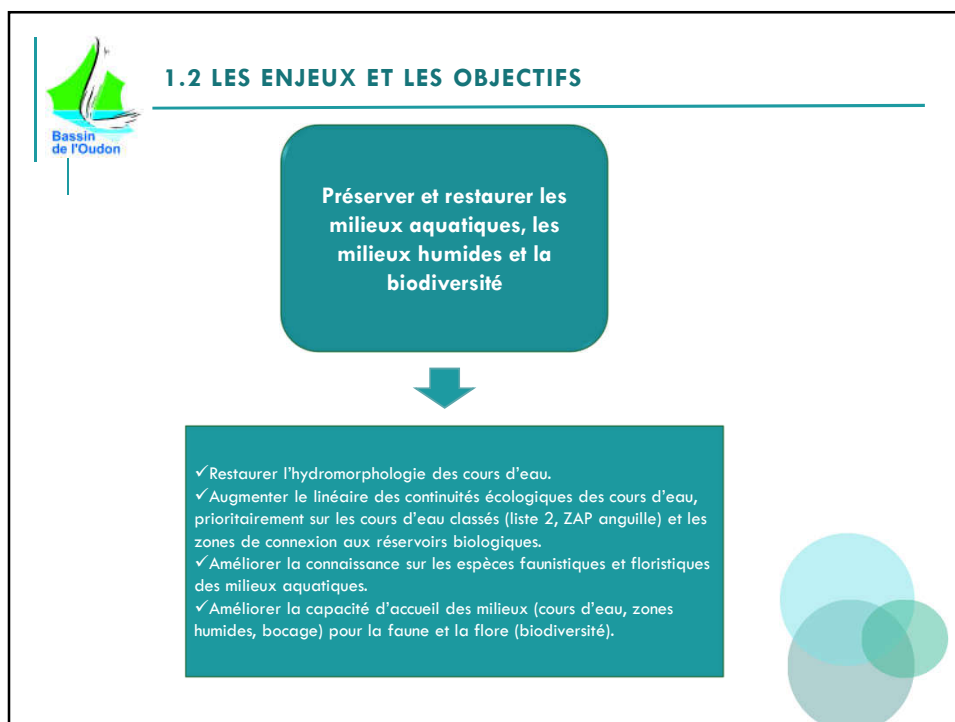 1.2 LES ENJEUX ET LES OBJECTIFS
Bassin
de l'Oudon
Préserver et restaurer les
milieux aquatiques, les
milieux humides et la
biodiversité
✓Restaurer l’hydromorphologie des cours d’eau.
✓Augmenter le linéaire des continuités écologiques des cours d’eau,
prioritairement sur les cours d’eau classés (liste 2, ZAP anguille) et les
zones de connexion aux réservoirs biologiques.
✓Améliorer la connaissance sur les espèces faunistiques et floristiques
des milieux aquatiques.
✓Améliorer la capacité d’accueil des milieux (cours d’eau, zones
humides, bocage) pour la faune et la flore (biodiversité).